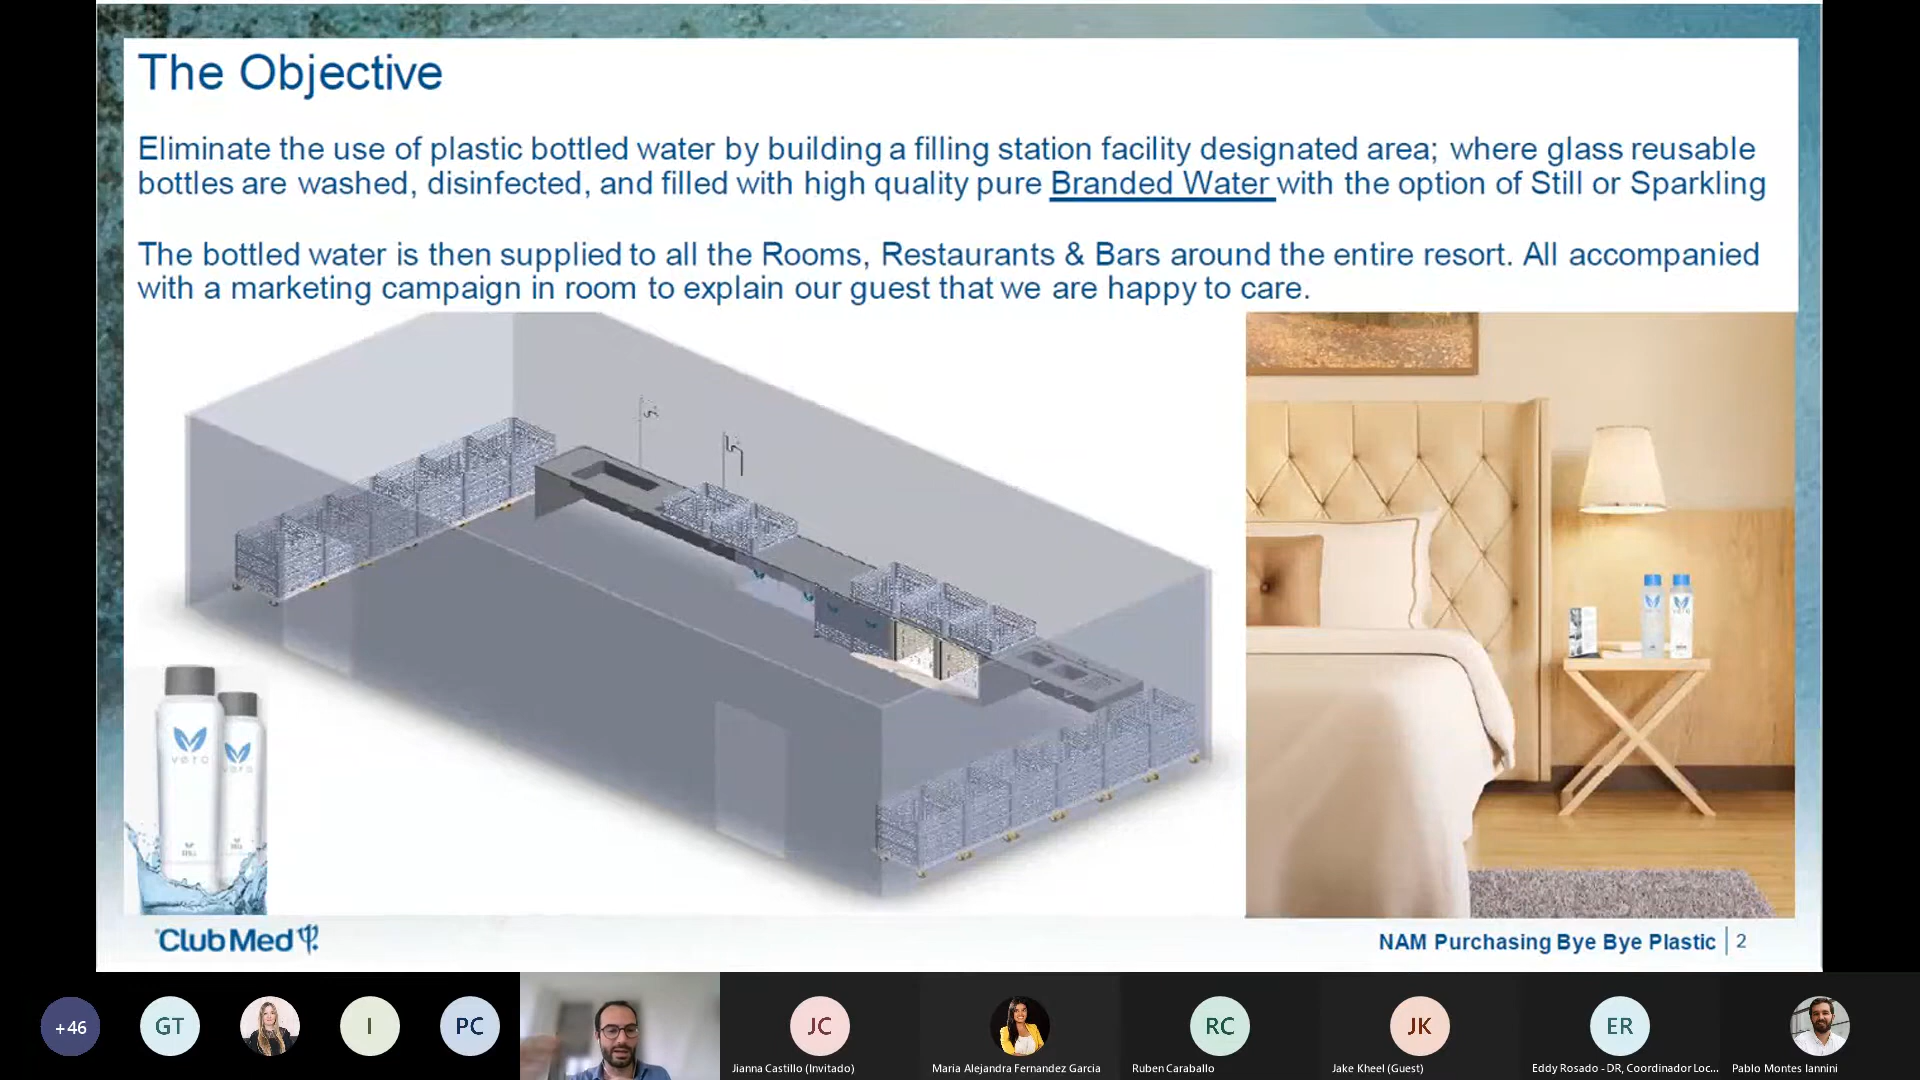 The Objective
Eliminate the use of plastic bottled water by building a filling station facility designated area; where glass reusable
bottles are washed, disinfected, and filled with high quality pure Branded Water with the option of Still or Sparkling
The bottled water is then supplied to all the Rooms, Restaurants & Bars around the entire resort. All accompanied
with a marketing campaign in room to explain our guest that we are happy to care.
vero
vero
STILL
Club Med
NAM Purchasing Bye Bye Plastic | 2
+46
GT
I
PC
JC
RC
JK
ER
Jianna Castillo (Invitado)
Maria Alejandra Fernandez Garcia
Ruben Caraballo
Jake Kheel (Guest)
Eddy Rosado - DR, Coordinador Loc...
Pablo Montes Iannini